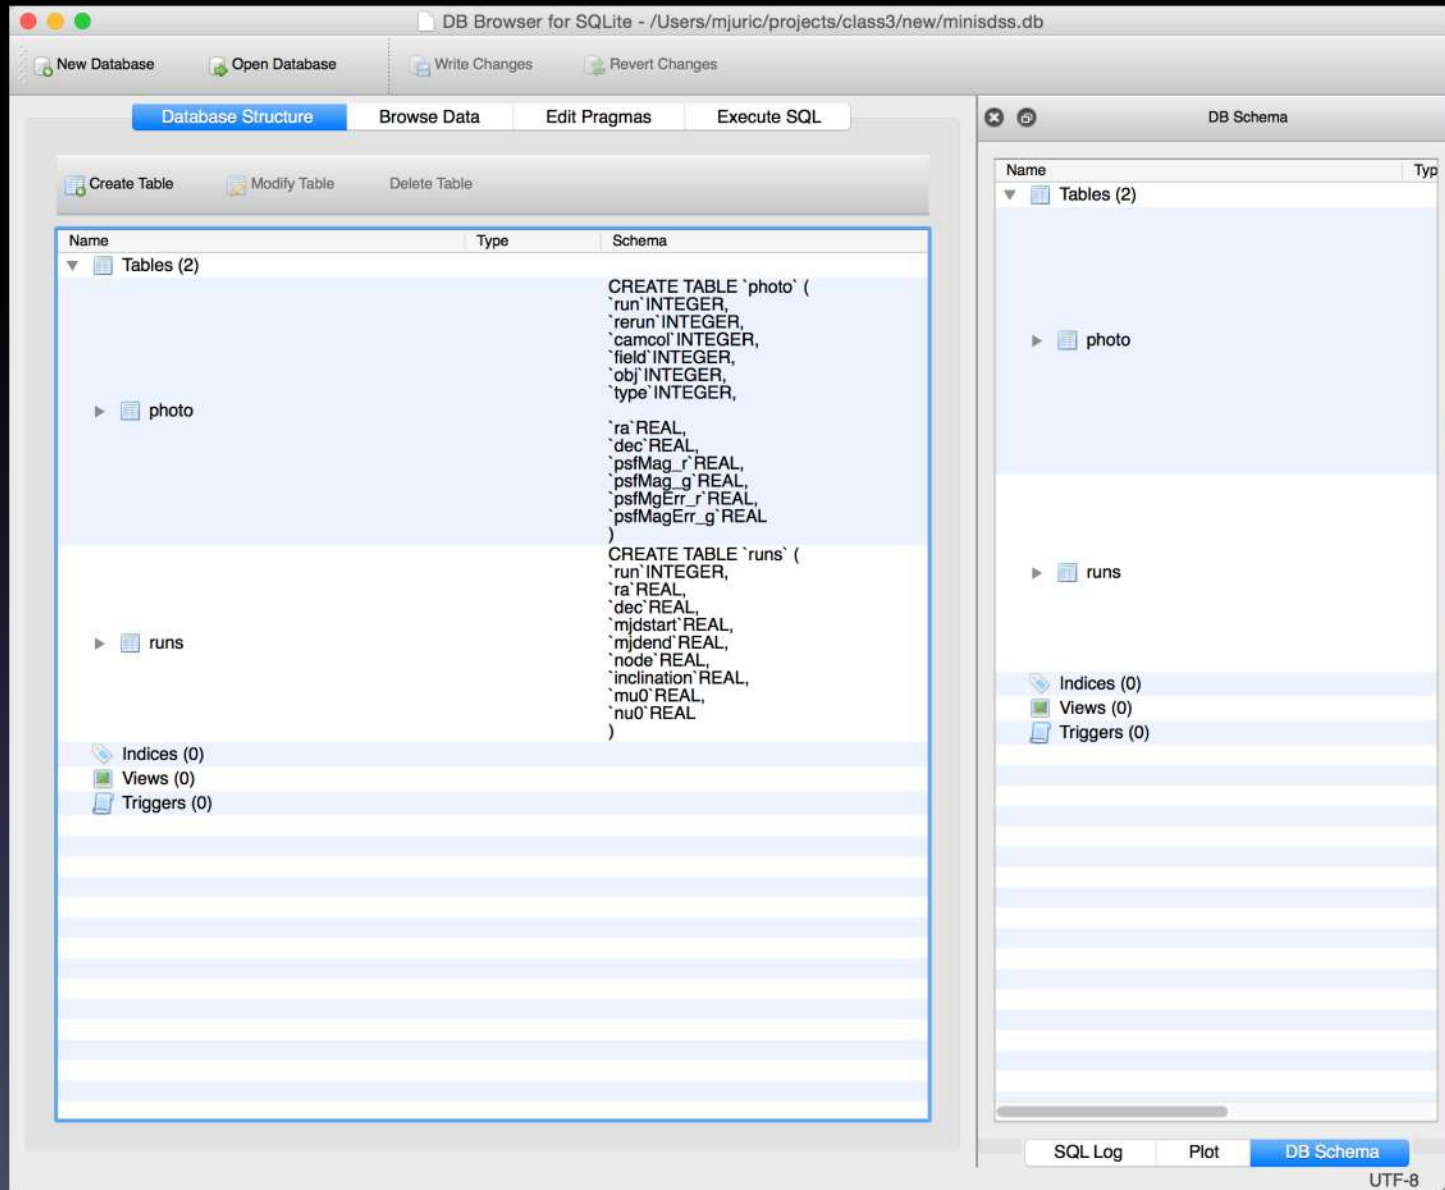 DB Browser for SQLite - /Users/mjuric/projects/class3/new/minisdss.db
New Database Open Database Write Changes Revert Changes
Database Structure Browse Data Edit Pragmas Execute SQL
Create Table Modify Table Delete Table
Name Type Schema
Tables (2)
photo
CREATE TABLE `photo` (
`run`INTEGER,
`rerun`INTEGER,
`camcol`INTEGER,
`field`INTEGER,
`obj`INTEGER,
`type`INTEGER,
`ra`REAL,
`dec`REAL,
`psfMag_r`REAL,
`psfMag_g`REAL,
`psfMgErr_r`REAL,
`psfMagErr_g`REAL
)
runs
CREATE TABLE `runs` (
`run`INTEGER,
`ra`REAL,
`dec`REAL,
`mjdstart`REAL,
`mjdend`REAL,
`node`REAL,
`inclination`REAL,
`mu0`REAL,
`nu0`REAL
)
Indices (0)
Views (0)
Triggers (0)
DB Schema
Name Typ
Tables (2)
photo
runs
Indices (0)
Views (0)
Triggers (0)
SQL Log Plot DB Schema
UTF-8